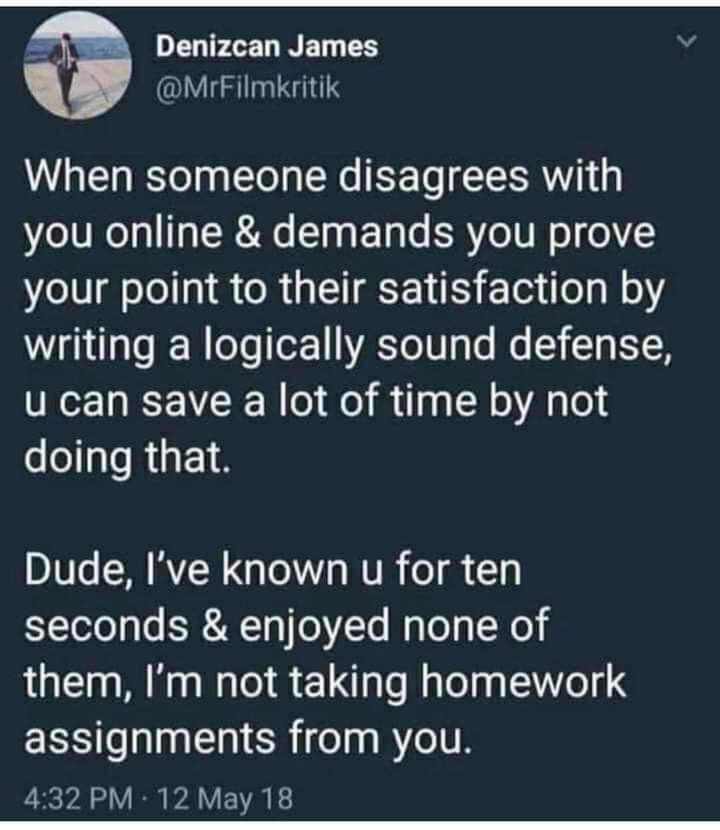 Denizcan James
@MrFilmkritik
When someone disagrees with
you online & demands you prove
your point to their satisfaction by
writing a logically sound defense,
u can save a lot of time by not
doing that.
Dude, I've known u for ten
seconds & enjoyed none of
them, I'm not taking homework
assignments from you.
4:32 PM · 12 May 18